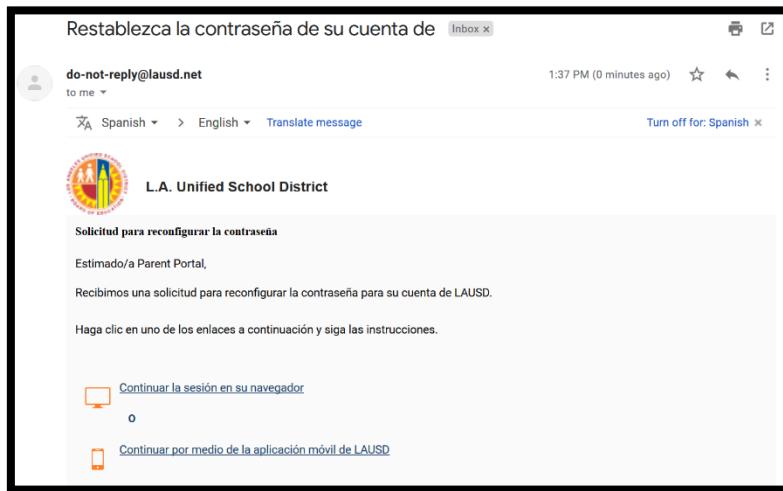 Restablezca la contraseña de su cuenta de Inbox x
do-not-reply@lausd.net 1:37 PM (0 minutes ago)
to me
Spanish > English Translate message Turn off for: Spanish x
L.A. Unified School District
Solicitud para reconfigurar la contraseña
Estimado/a Parent Portal,
Recibimos una solicitud para reconfigurar la contraseña para su cuenta de LAUSD.
Haga clic en uno de los enlaces a continuación y siga las instrucciones.
Continuar la sesión en su navegador
O
Continuar por medio de la aplicación móvil de LAUSD